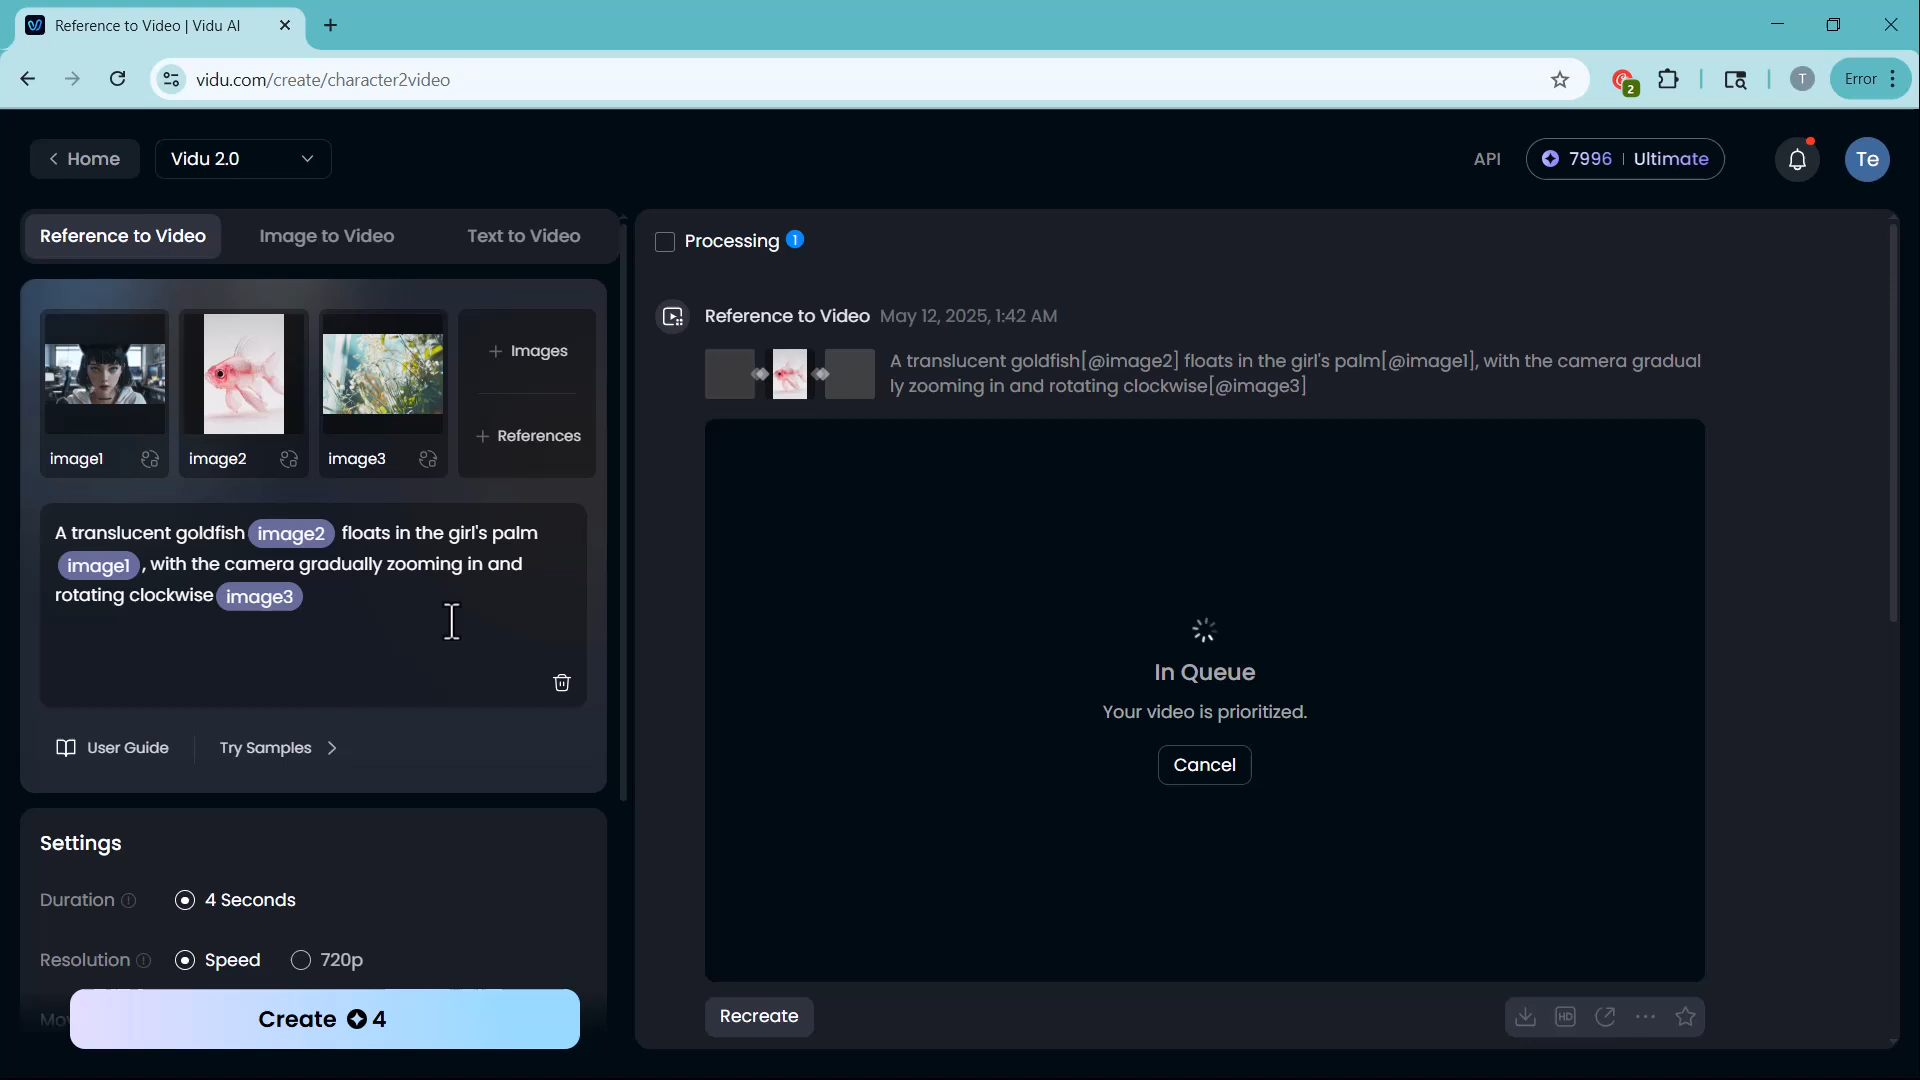 Reference to Video | Vidu AI
vidu.com/create/character2video
2
T
Error
Home
Vidu 2.0
API
7996 | Ultimate
Te
Reference to Video
Image to Video
Text to Video
Processing 1
Reference to Video May 12, 2025, 1:42 AM
A translucent goldfish[@image2] floats in the girl's palm[@image1], with the camera gradual
ly zooming in and rotating clockwise[@image3]
+ Images
+ References
image1
image2
image3
A translucent goldfish image2 floats in the girl's palm
image1 , with the camera gradually zooming in and
rotating clockwise image3
In Queue
Your video is prioritized.
Cancel
User Guide
Try Samples
Settings
Duration
4 Seconds
Resolution
Speed
720p
Create 4
Recreate
HD